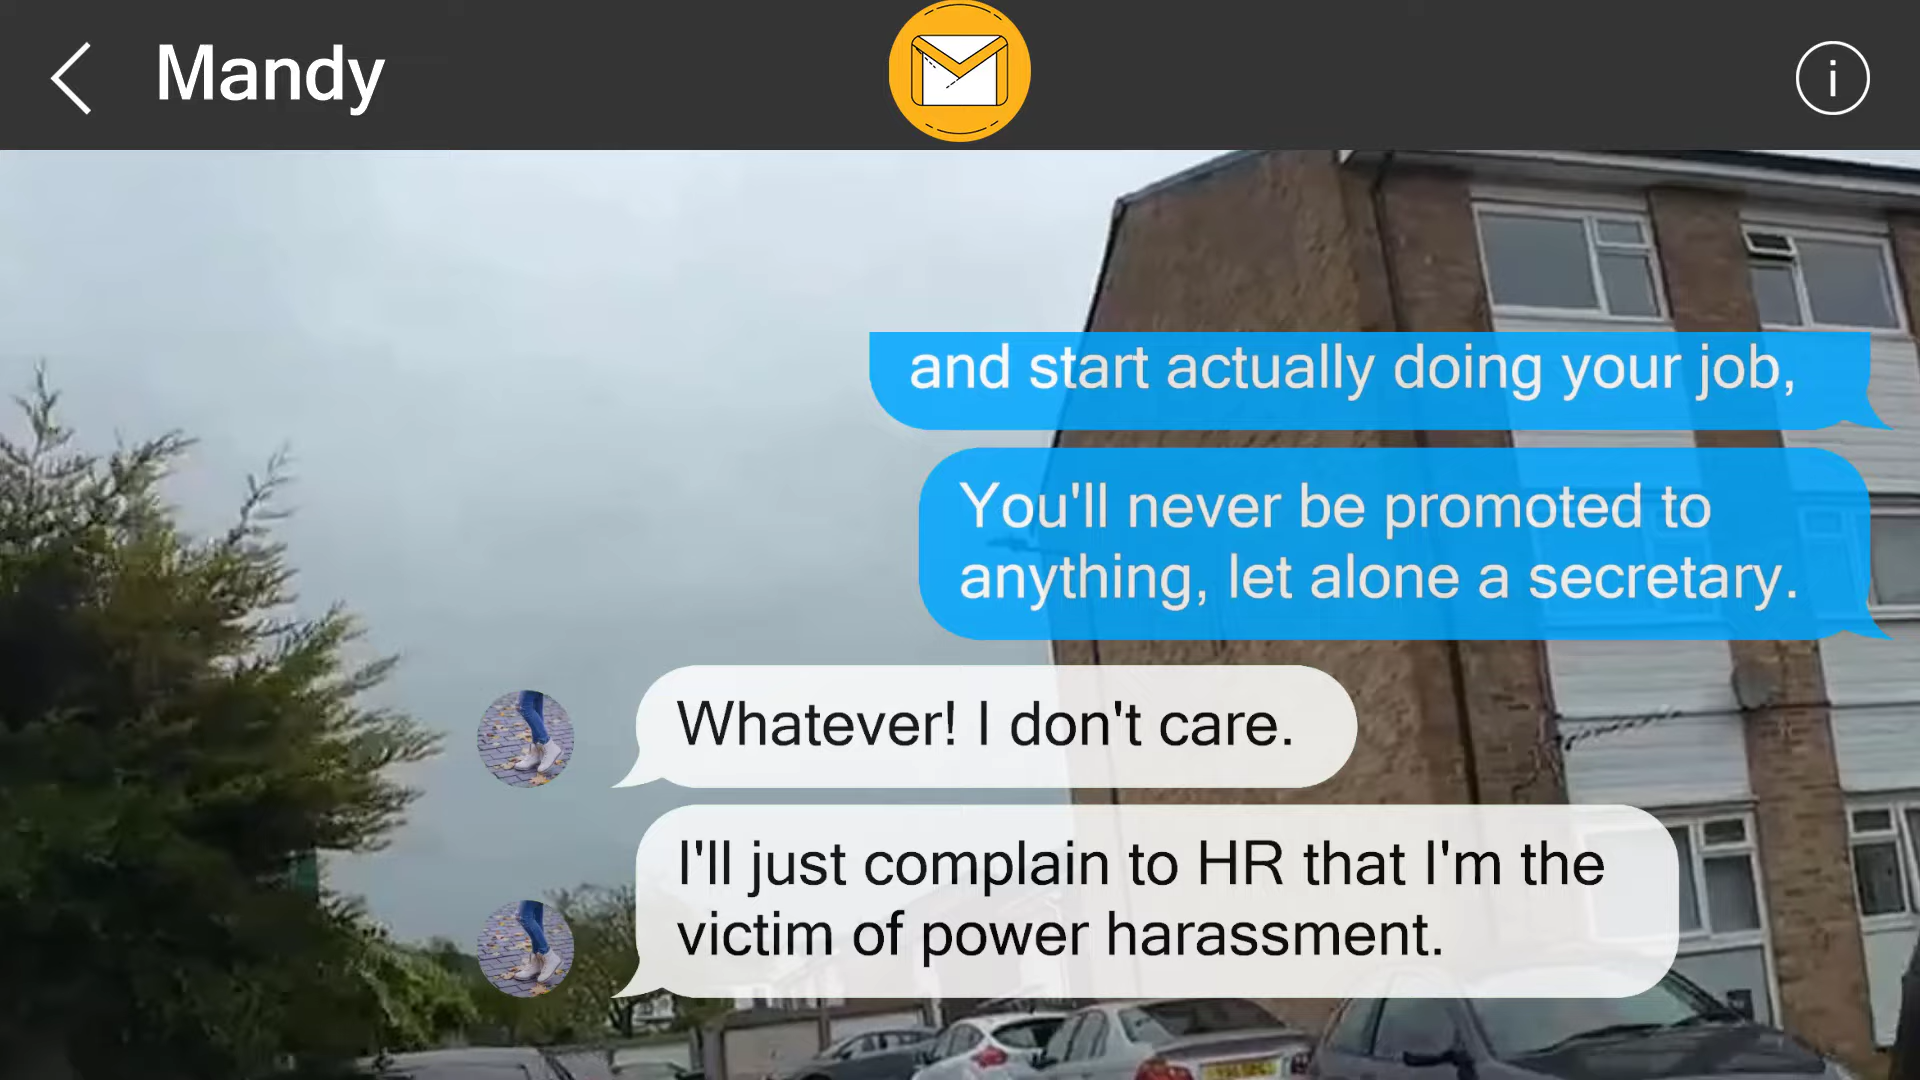 Mandy
i
and start actually doing your job,
You'll never be promoted to
anything, let alone a secretary.
Whatever! I don't care.
I'll just complain to HR that I'm the
victim of power harassment.